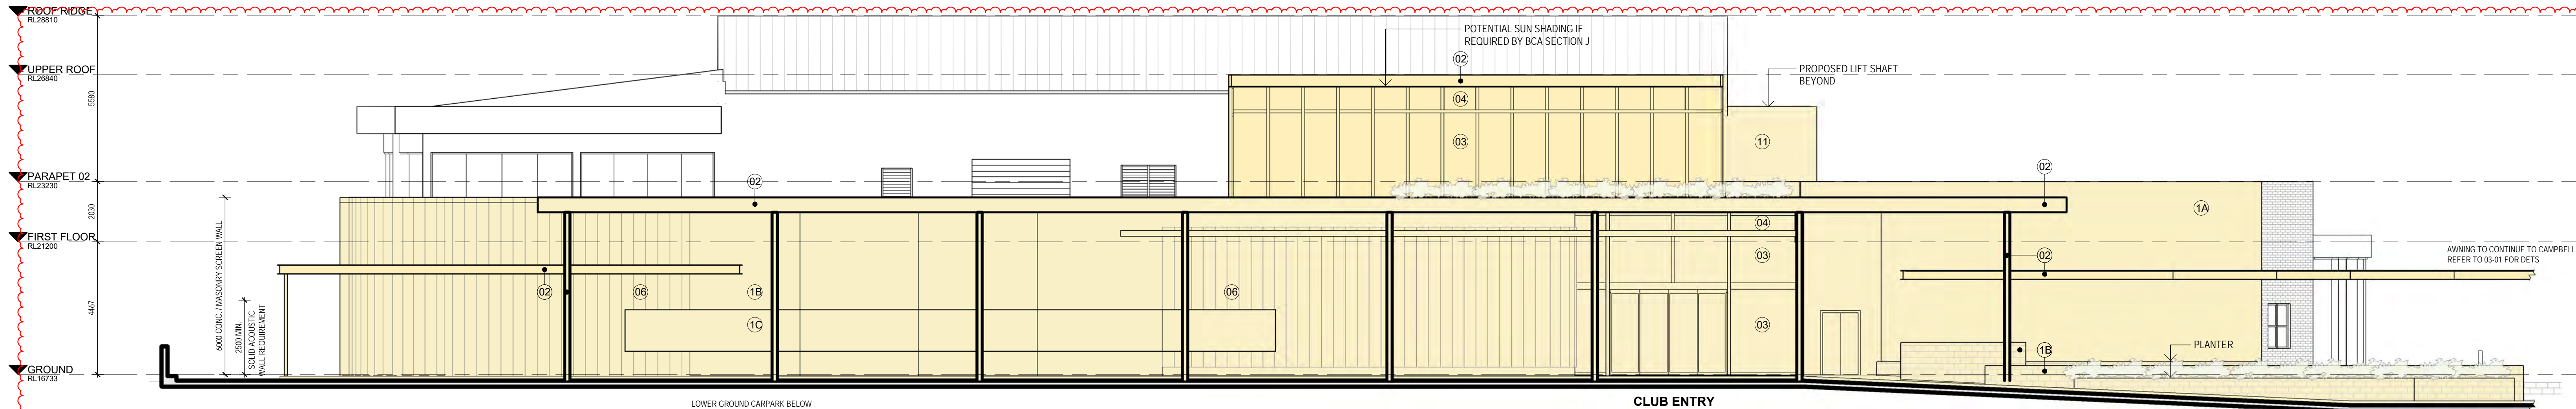 ROOF RIDGE
RL28810
UPPER ROOF
RL26840
5580
PARAPET 02
RL23230
2030
FIRST FLOOR
RL21200
4467
GROUND
RL16733
6000 CONC. / MASONRY SCREEN WALL
2500 MIN.
SOLID ACOUSTIC
WALL REQUIREMENT
POTENTIAL SUN SHADING IF
REQUIRED BY BCA SECTION J
02
PROPOSED LIFT SHAFT
BEYOND
04
03
11
02
02
1A
04
03
02
AWNING TO CONTINUE TO CAMPBELL
REFER TO 03-01 FOR DETS
02
06
1B
06
1C
03
1B
PLANTER
LOWER GROUND CARPARK BELOW
CLUB ENTRY